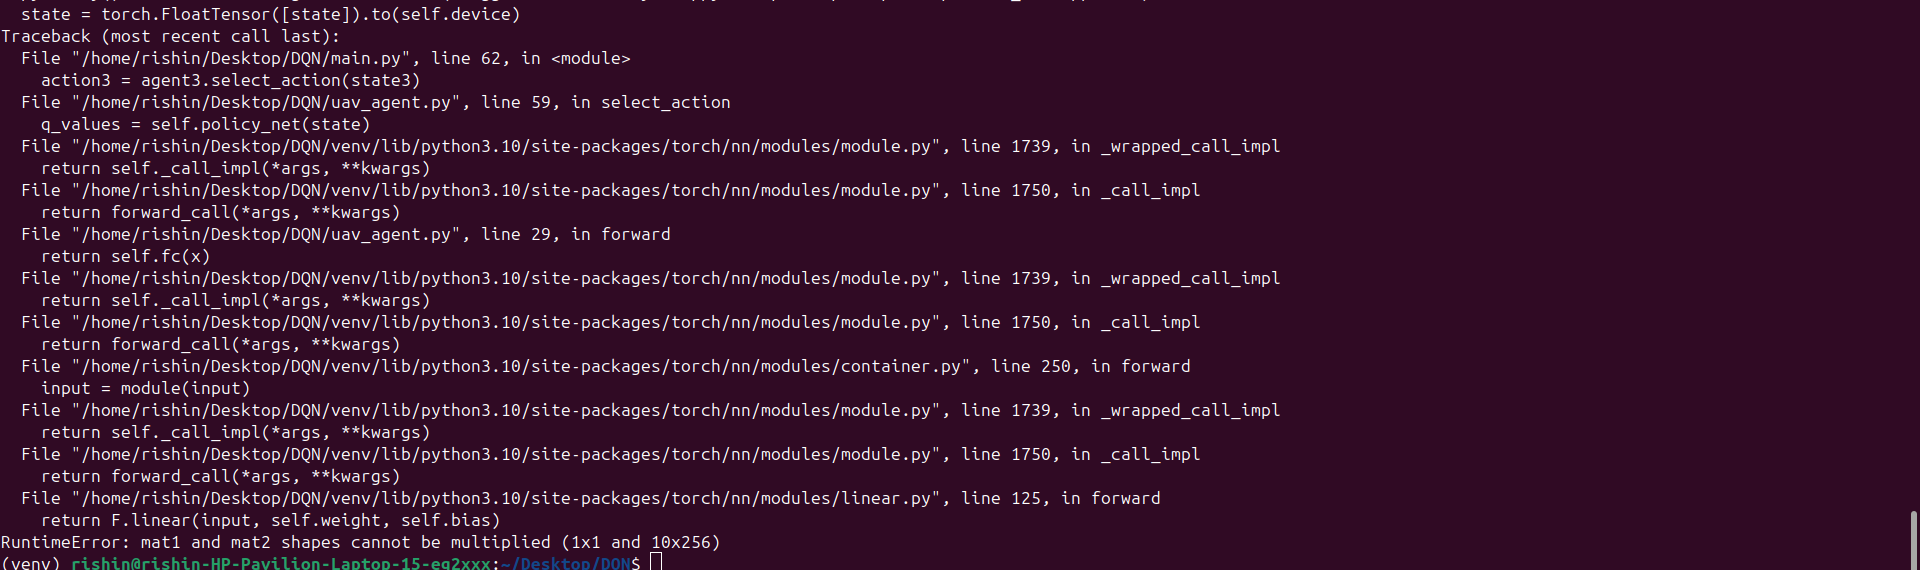 state = torch.FloatTensor([state]).to(self.device)
Traceback (most recent call last):
  File "/home/rishin/Desktop/DQN/main.py", line 62, in <module>
    action3 = agent3.select_action(state3)
  File "/home/rishin/Desktop/DQN/uav_agent.py", line 59, in select_action
    q_values = self.policy_net(state)
  File "/home/rishin/Desktop/DQN/venv/lib/python3.10/site-packages/torch/nn/modules/module.py", line 1739, in _wrapped_call_impl
    return self._call_impl(*args, **kwargs)
  File "/home/rishin/Desktop/DQN/venv/lib/python3.10/site-packages/torch/nn/modules/module.py", line 1750, in _call_impl
    return forward_call(*args, **kwargs)
  File "/home/rishin/Desktop/DQN/uav_agent.py", line 29, in forward
    return self.fc(x)
  File "/home/rishin/Desktop/DQN/venv/lib/python3.10/site-packages/torch/nn/modules/module.py", line 1739, in _wrapped_call_impl
    return self._call_impl(*args, **kwargs)
  File "/home/rishin/Desktop/DQN/venv/lib/python3.10/site-packages/torch/nn/modules/module.py", line 1750, in _call_impl
    return forward_call(*args, **kwargs)
  File "/home/rishin/Desktop/DQN/venv/lib/python3.10/site-packages/torch/nn/modules/container.py", line 250, in forward
    input = module(input)
  File "/home/rishin/Desktop/DQN/venv/lib/python3.10/site-packages/torch/nn/modules/module.py", line 1739, in _wrapped_call_impl
    return self._call_impl(*args, **kwargs)
  File "/home/rishin/Desktop/DQN/venv/lib/python3.10/site-packages/torch/nn/modules/module.py", line 1750, in _call_impl
    return forward_call(*args, **kwargs)
  File "/home/rishin/Desktop/DQN/venv/lib/python3.10/site-packages/torch/nn/modules/linear.py", line 125, in forward
    return F.linear(input, self.weight, self.bias)
RuntimeError: mat1 and mat2 shapes cannot be multiplied (1x1 and 10x256)
(venv) rishin@rishin-HP-Pavilion-Laptop-15-eg2xxx:~/Desktop/DQN$